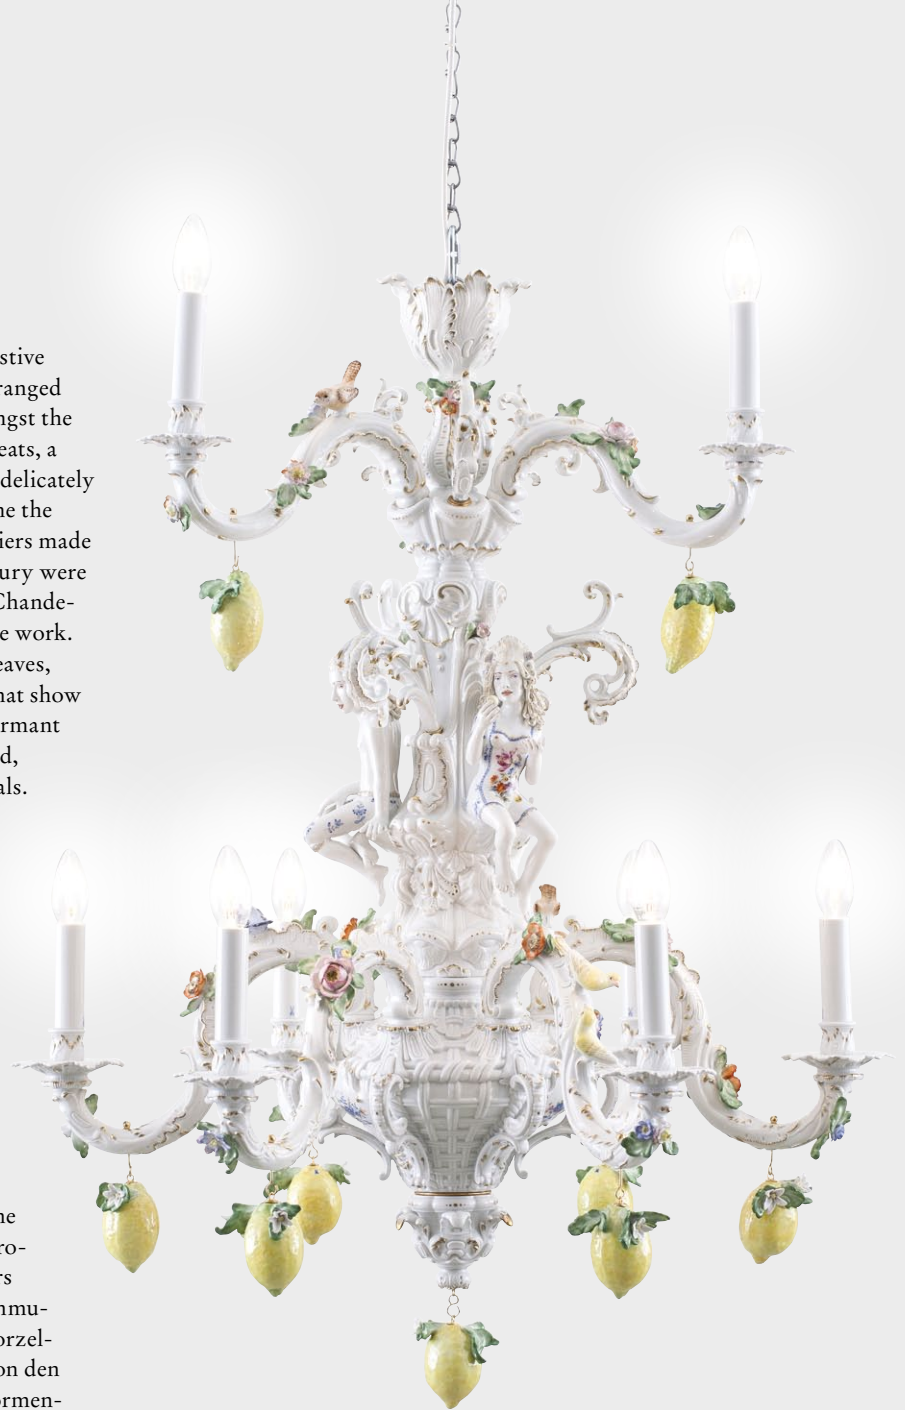 stive
ranged
ngst the
eats, a
delicately
ne the
iers made
ury were
Chande-
e work.
eaves,
hat show
rmant
d,
als.
ne
ro-
rs
nmu-
orzel-
on den
ormen-